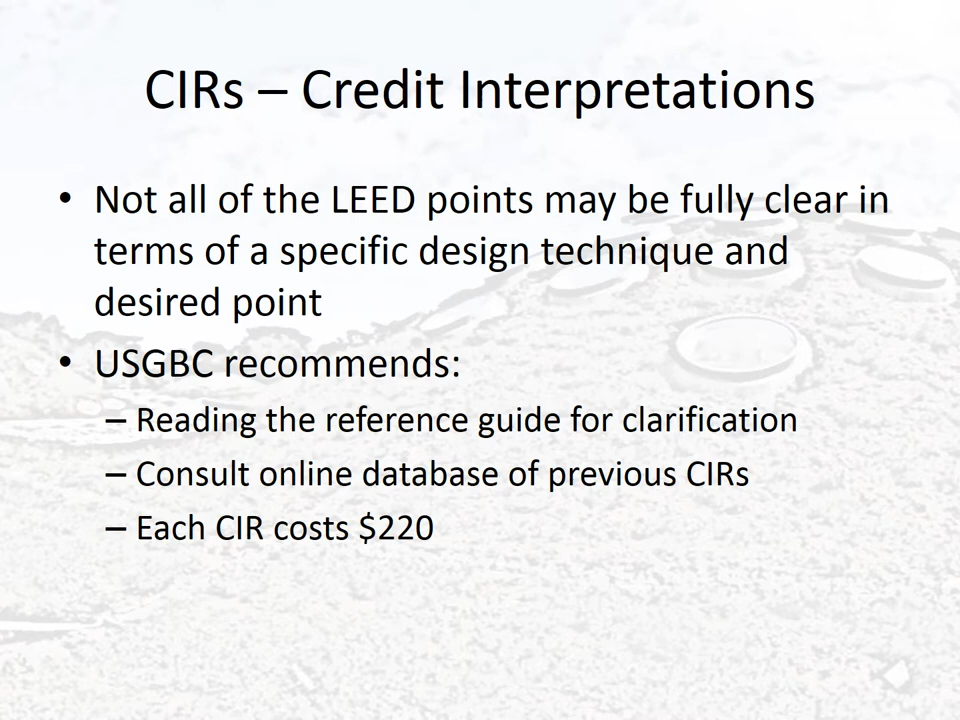 CIRs – Credit Interpretations
• Not all of the LEED points may be fully clear in
terms of a specific design technique and
desired point
• USGBC recommends:
– Reading the reference guide for clarification
– Consult online database of previous CIRs
– Each CIR costs $220